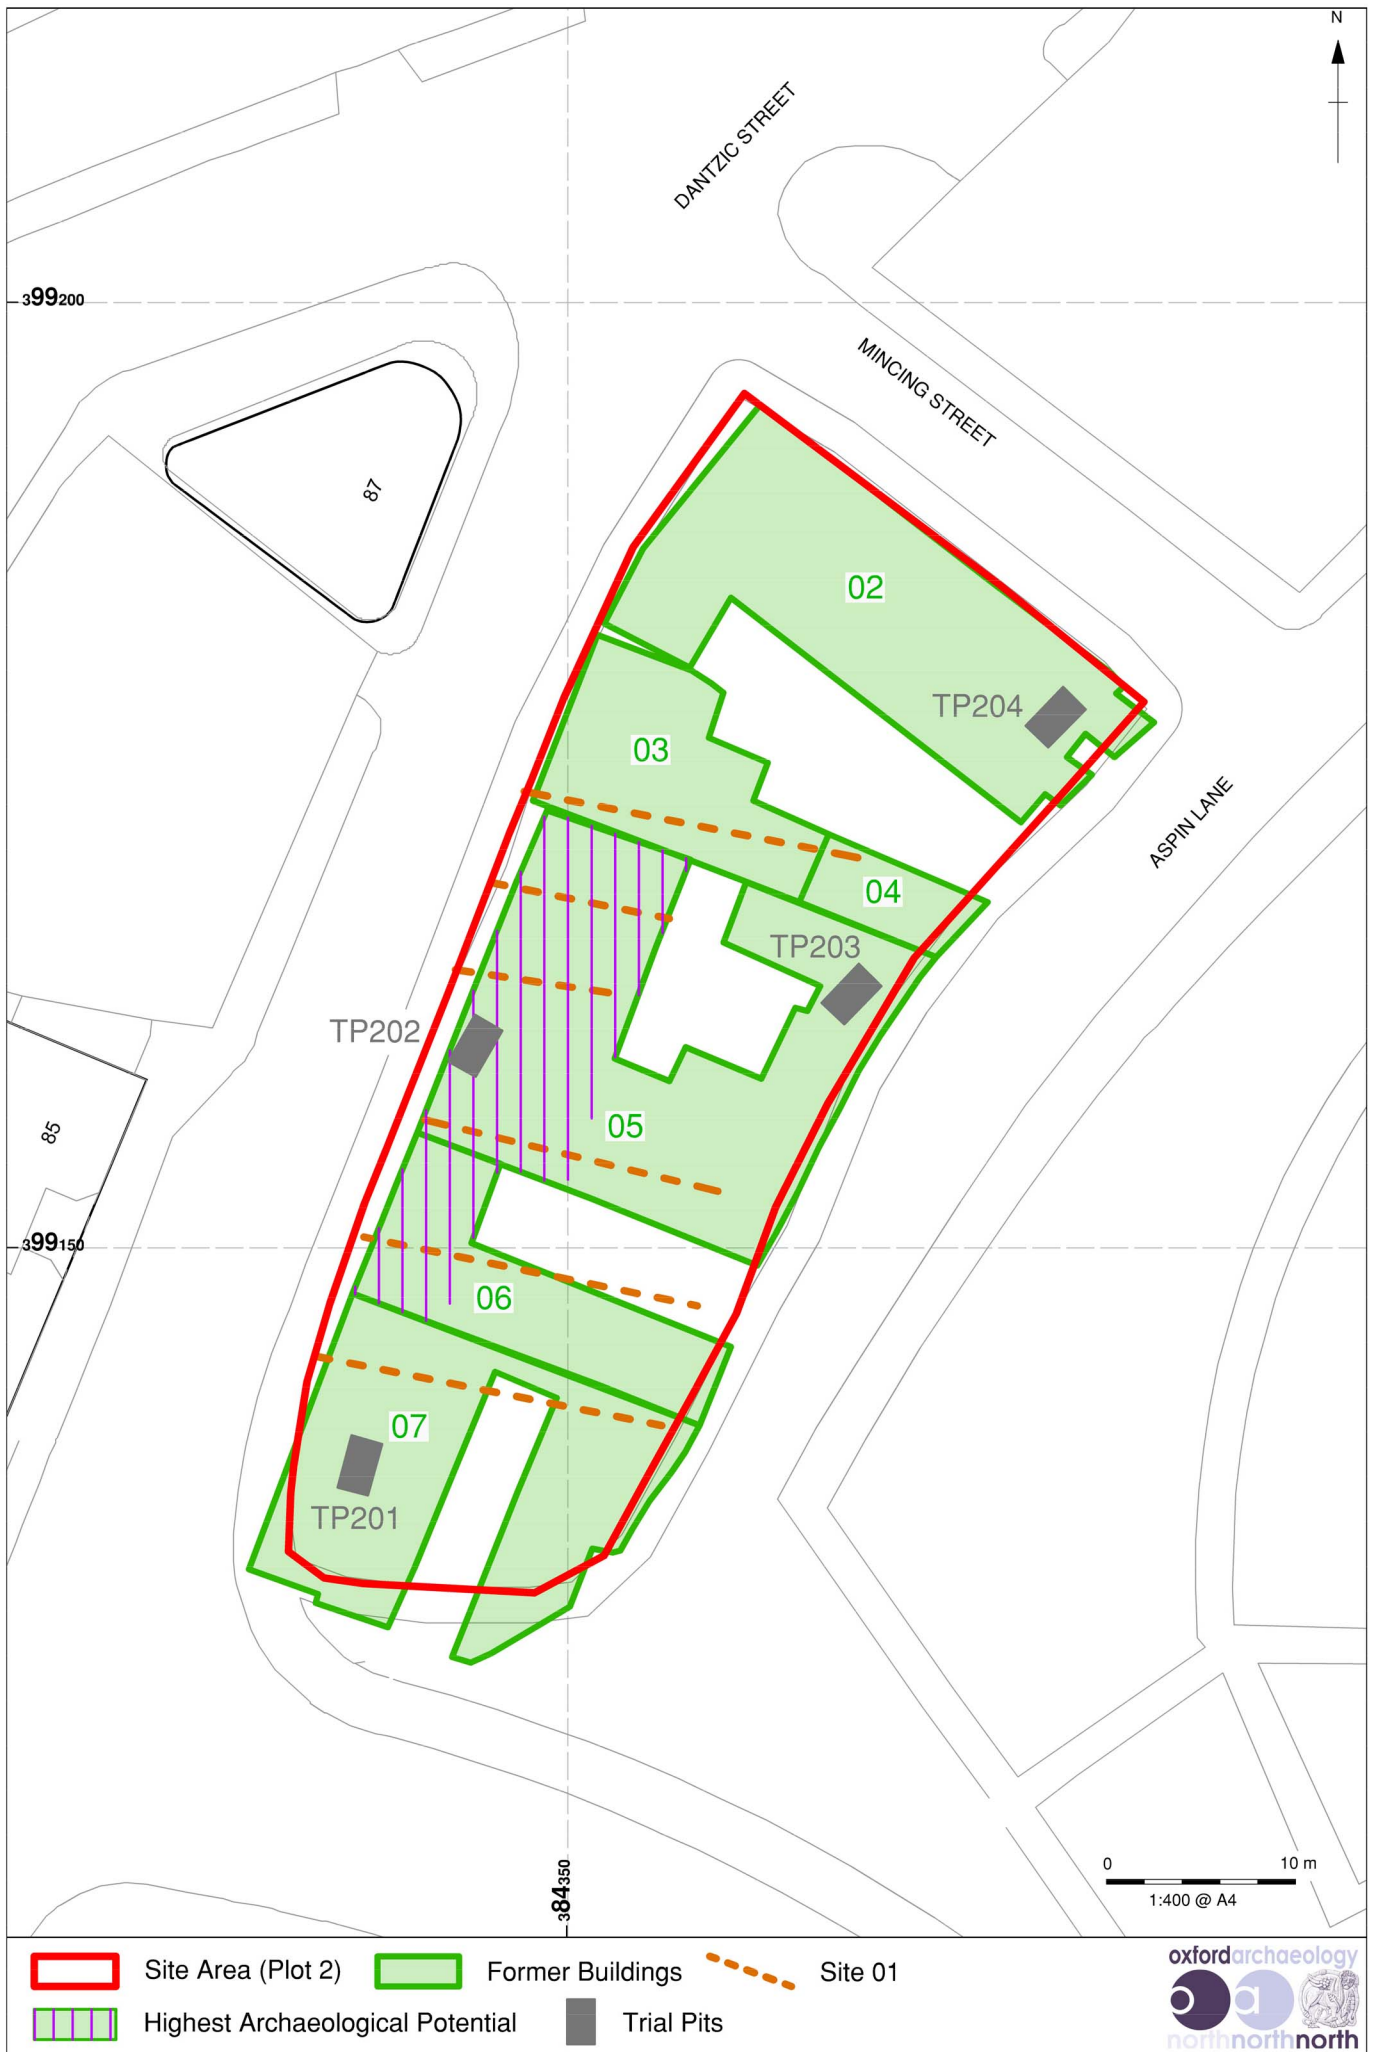 N
DANTZIC STREET
399200
MINCING STREET
87
02
TP204
03
ASPIN LANE
04
TP203
TP202
05
85
399150
06
07
TP201
384350
0 10 m
1:400 @ A4
Site Area (Plot 2) Former Buildings Site 01
Highest Archaeological Potential Trial Pits
oxfordarchaeology
o a
northnorthnorth